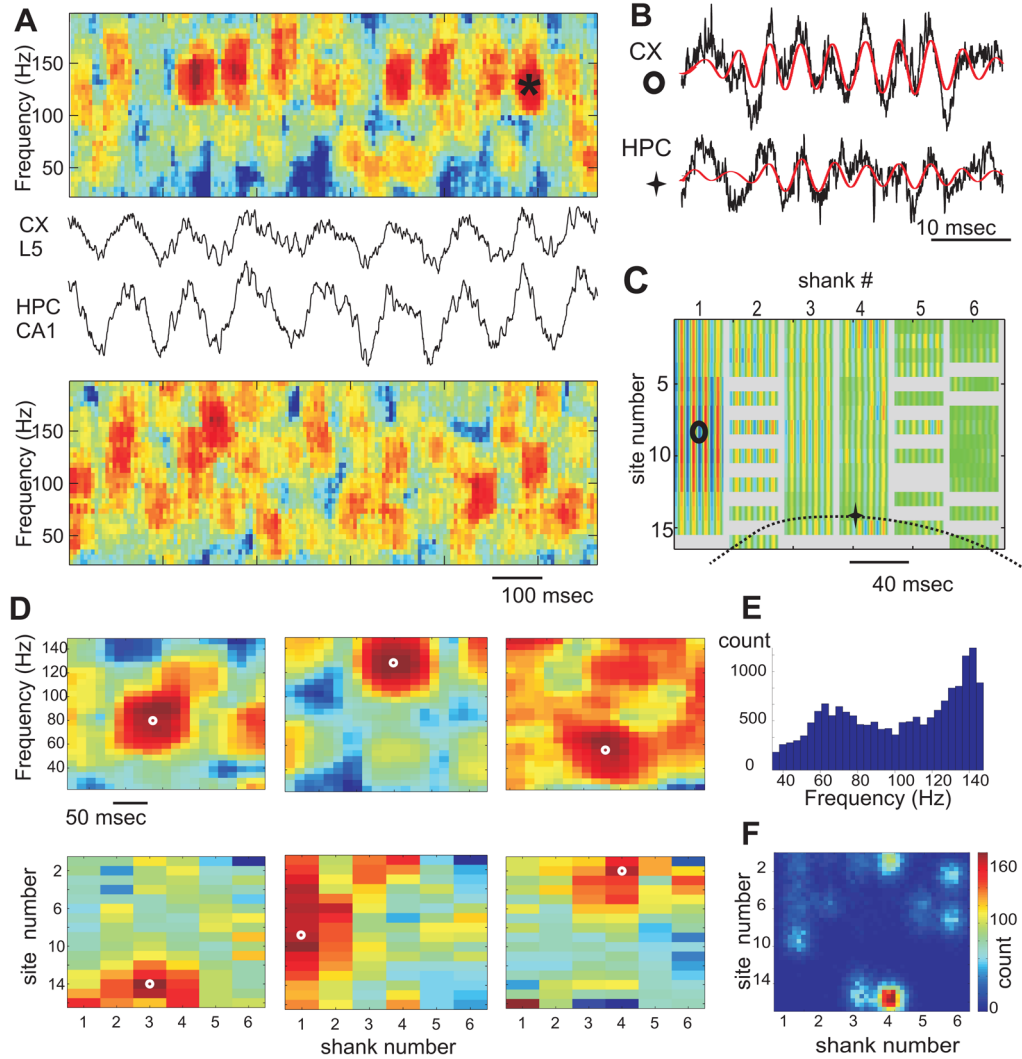 A
Frequency (Hz)
150
100
50
CX
L5
HPC
CA1
Frequency (Hz)
150
100
50
100 msec
B
CX
HPC
10 msec
C
shank #
1 2 3 4 5 6
site number
5
10
15
40 msec
D
Frequency (Hz)
140
120
100
80
60
40
50 msec
site number
2
6
10
14
1 2 3 4 5 6
1 2 3 4 5 6
1 2 3 4 5 6
shank number
E
count
1000
500
0
40 60 80 100 120 140
Frequency (Hz)
F
site number
2
6
10
14
1 2 3 4 5 6
shank number
160
count
0